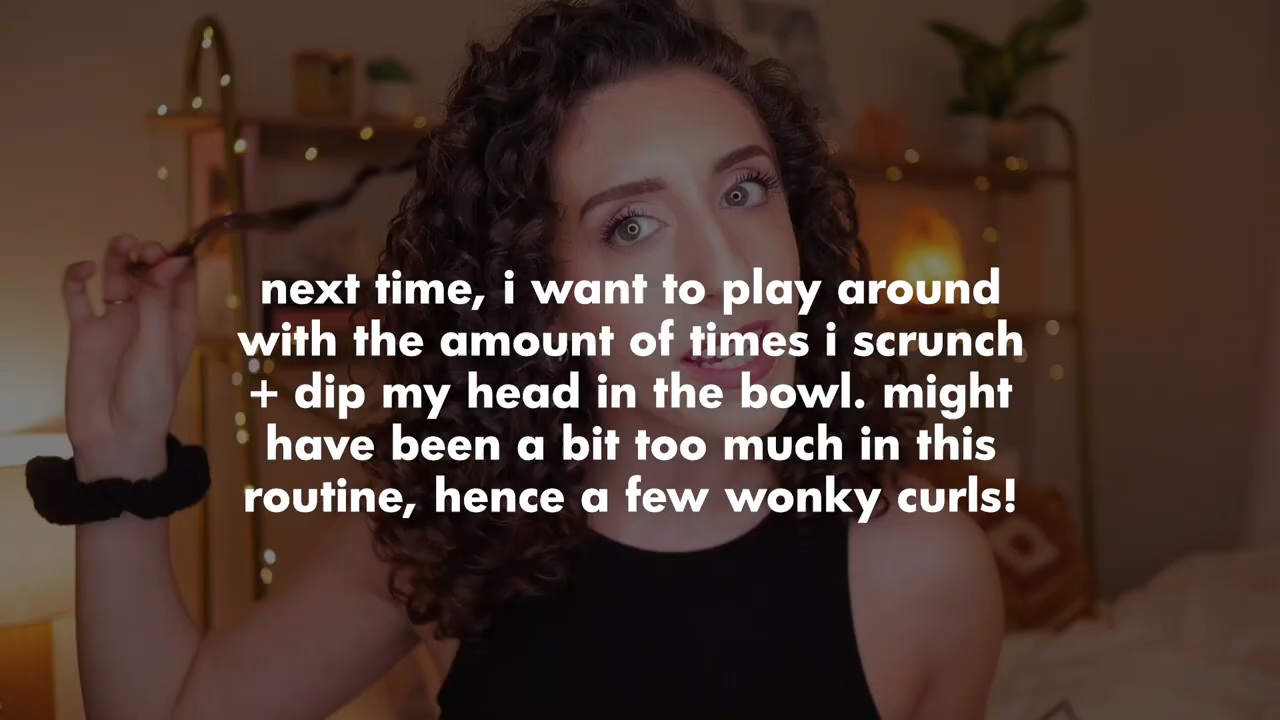 next time, i want to play around
with the amount of times i scrunch
+ dip my head in the bowl. might
have been a bit too much in this
routine, hence a few wonky curls!